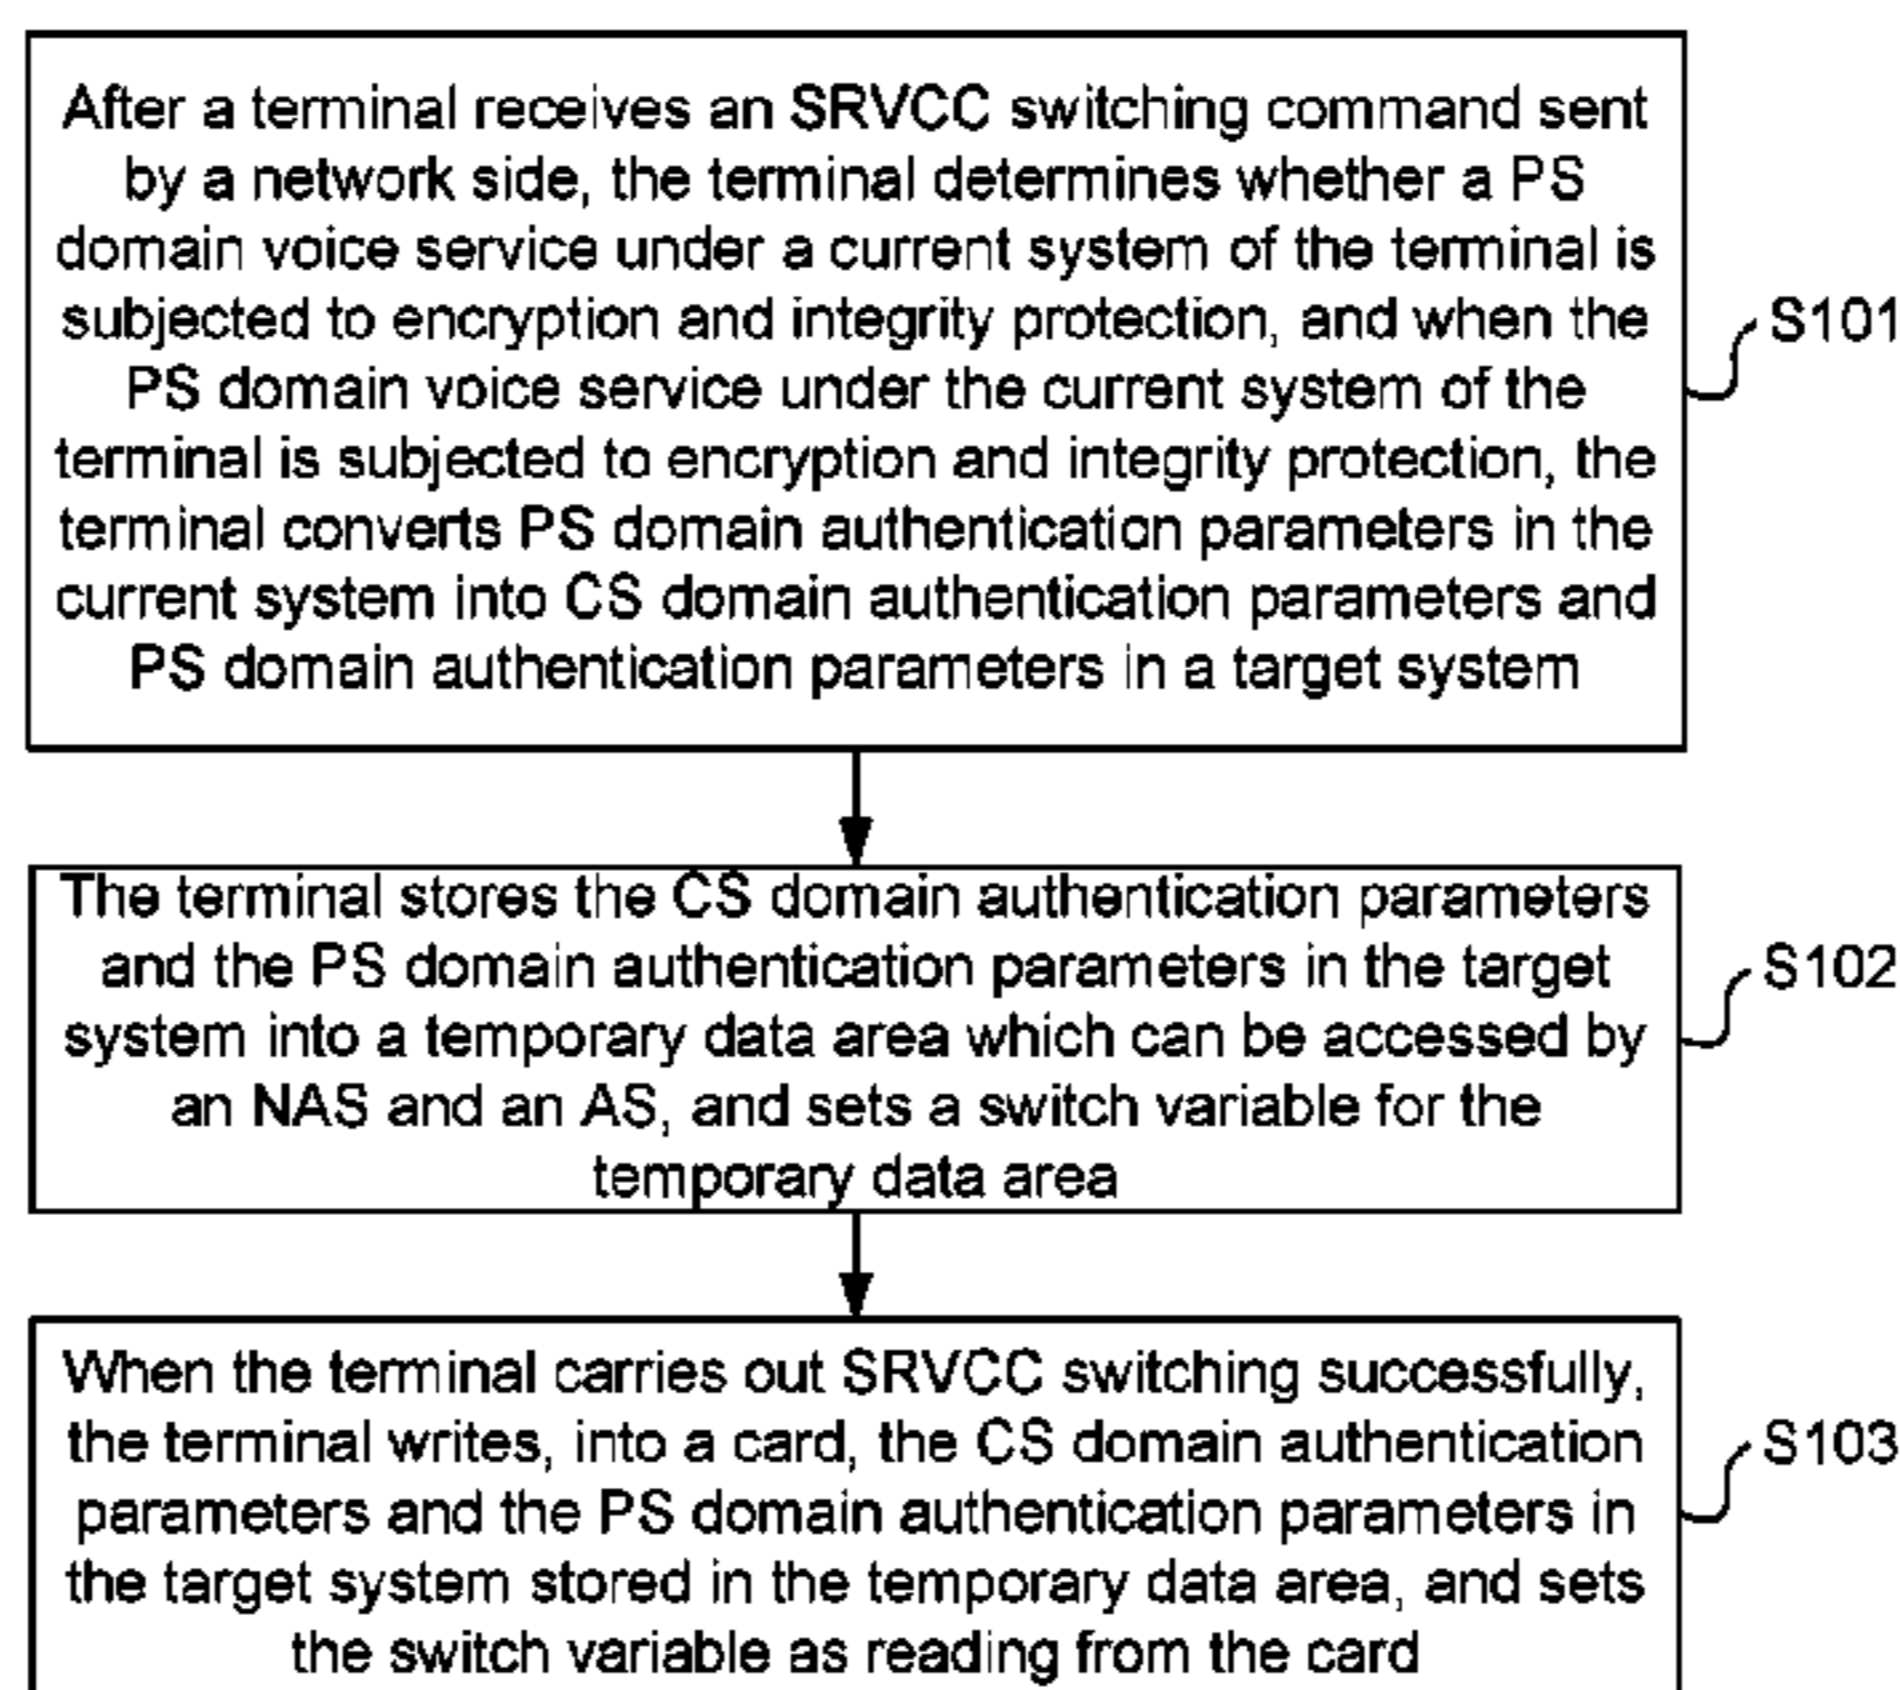 After a terminal receives an SRVCC switching command sent
by a network side, the terminal determines whether a PS
domain voice service under a current system of the terminal is
subjected to encryption and integrity protection, and when the
PS domain voice service under the current system of the
terminal is subjected to encryption and integrity protection, the
terminal converts PS domain authentication parameters in the
current system into CS domain authentication parameters and
PS domain authentication parameters in a target system
S101
The terminal stores the CS domain authentication parameters
and the PS domain authentication parameters in the target
system into a temporary data area which can be accessed by
an NAS and an AS, and sets a switch variable for the
temporary data area
S102
When the terminal carries out SRVCC switching successfully,
the terminal writes, into a card, the CS domain authentication
parameters and the PS domain authentication parameters in
the target system stored in the temporary data area, and sets
the switch variable as reading from the card
S103